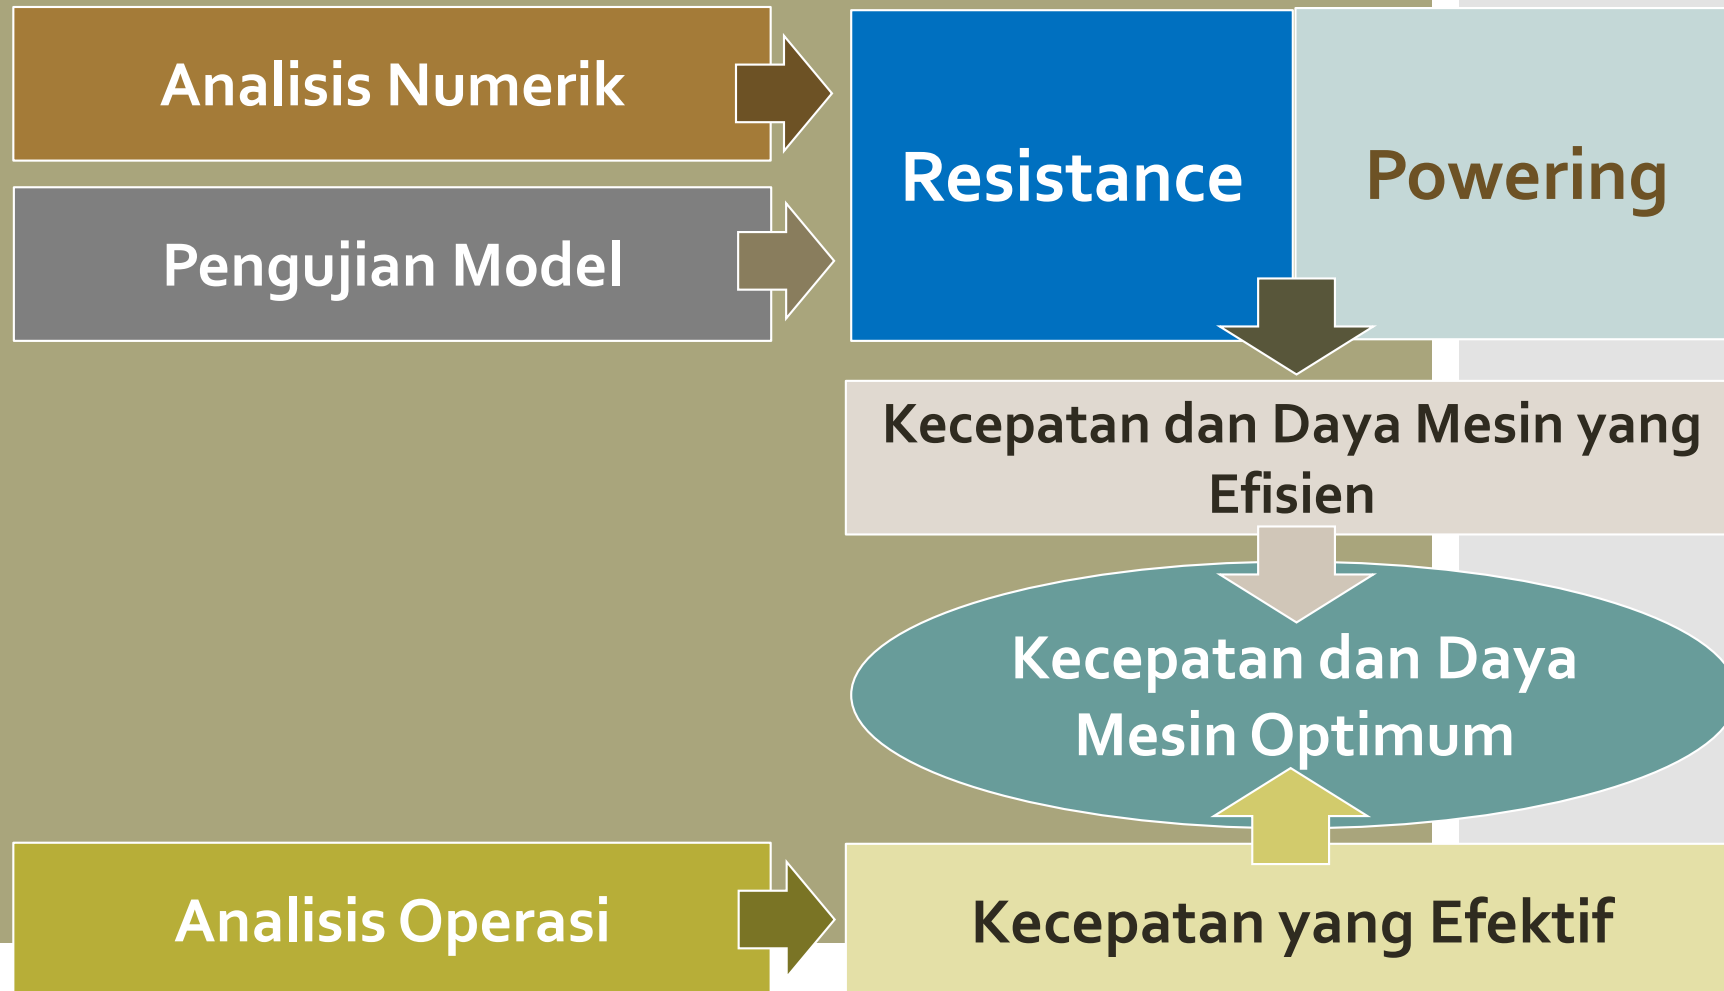 Analisis Numerik
Resistance
Powering
Pengujian Model
Kecepatan dan Daya Mesin yang
Efisien
Kecepatan dan Daya
Mesin Optimum
Analisis Operasi
Kecepatan yang Efektif